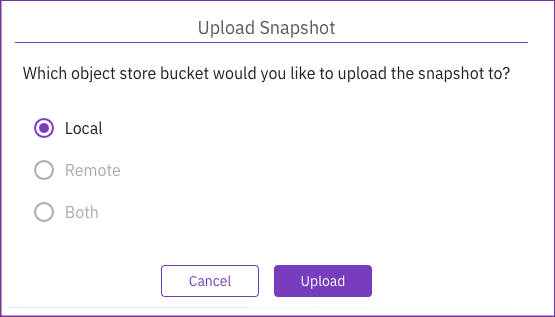 Upload Snapshot
Which object store bucket would you like to upload the snapshot to?
Local
Remote
Both
Cancel
Upload